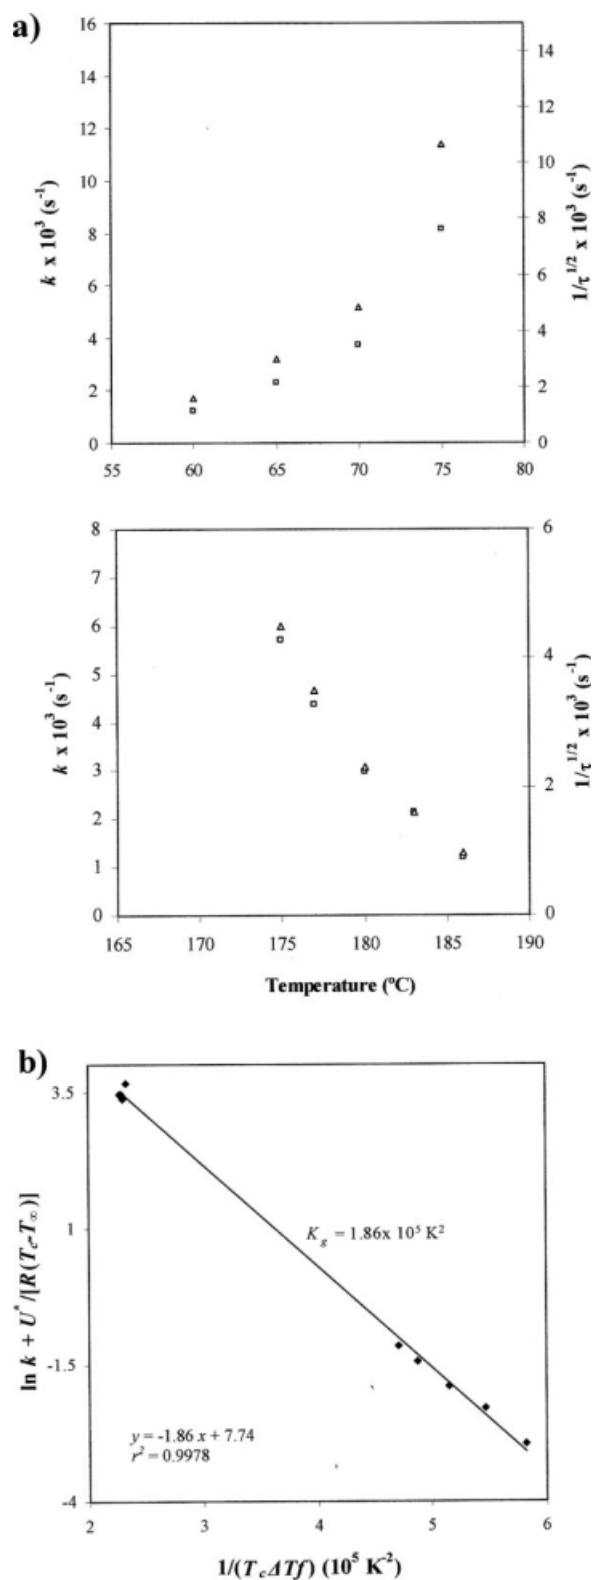 a)
16
14
12
10
8
6
4
2
0
14
12
10
8
6
4
2
0
k x 10³ (s⁻¹)
1/τ¹/² x 10³ (s⁻¹)
55 60 65 70 75 80
8
7
6
5
4
3
2
1
0
6
4
2
0
k x 10³ (s⁻¹)
1/τ¹/² x 10³ (s⁻¹)
165 170 175 180 185 190
Temperature (ºC)
b)
3.5
1
-1.5
-4
ln k + U*/[R(Tc-T∞)]
Kg = 1.86x 10⁵ K²
y = -1.86 x + 7.74
r² = 0.9978
2 3 4 5 6
1/(TcΔTf) (10⁵ K⁻²)